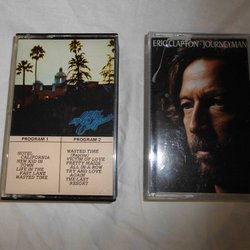 PROGRAM 1
HOTEL
CALIFORNIA
NEW KID IN
TOWN
LIFE IN THE
FAST LANE
WASTED TIME
PROGRAM 2
WASTED TIME
(Reprise)
VICTIM OF LOVE
PRETTY MAIDS
ALL IN A ROW
TRY AND LOVE
AGAIN
THE LAST
RESORT
ERIC CLAPTON · JOURNEYMAN